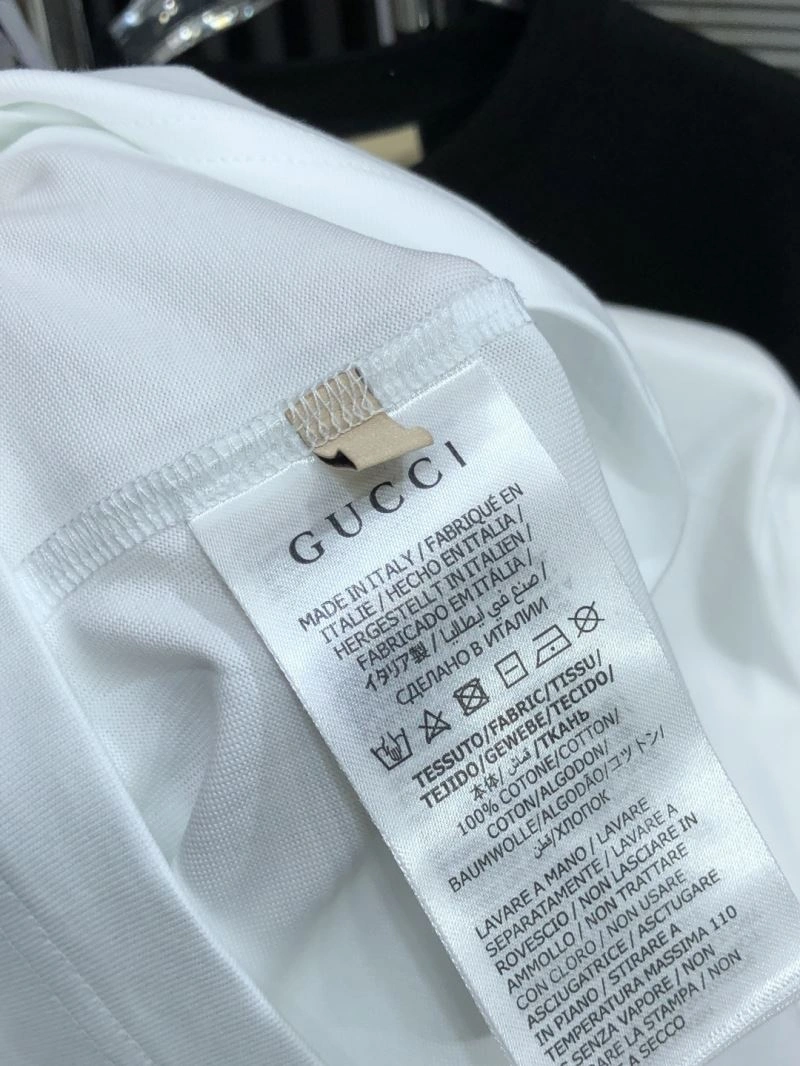 GUCCI
MADE IN ITALY / FABRIQUÉ EN
ITALIE / HECHO EN ITALIA /
HERGESTELLT IN ITALIEN /
FABRICADO EM ITÁLIA /
イタリア製 / صنع في ايطاليا /
СДЕЛАНО В ИТАЛИИ
TESSUTO/FABRIC/TISSU/
TEJIDO/GEWEBE/TECIDO/
本体/ قماش /ТКАНЬ
100% COTONE/COTTON/
COTON/ALGODON/
BAUMWOLLE/ALGODÃO/コットン/
قطن/ХЛОПОК
LAVARE A MANO / LAVARE
SEPARATAMENTE / LAVARE A
ROVESCIO / NON LASCIARE IN
AMMOLLO / NON TRATTARE
CON CLORO / NON USARE
ASCIUGATRICE / ASCTUGARE
IN PIANO / STIRARE A
TEMPERATURA MASSIMA 110
SENZA VAPORE / NON
RE LA STAMPA / NON
A SECCO